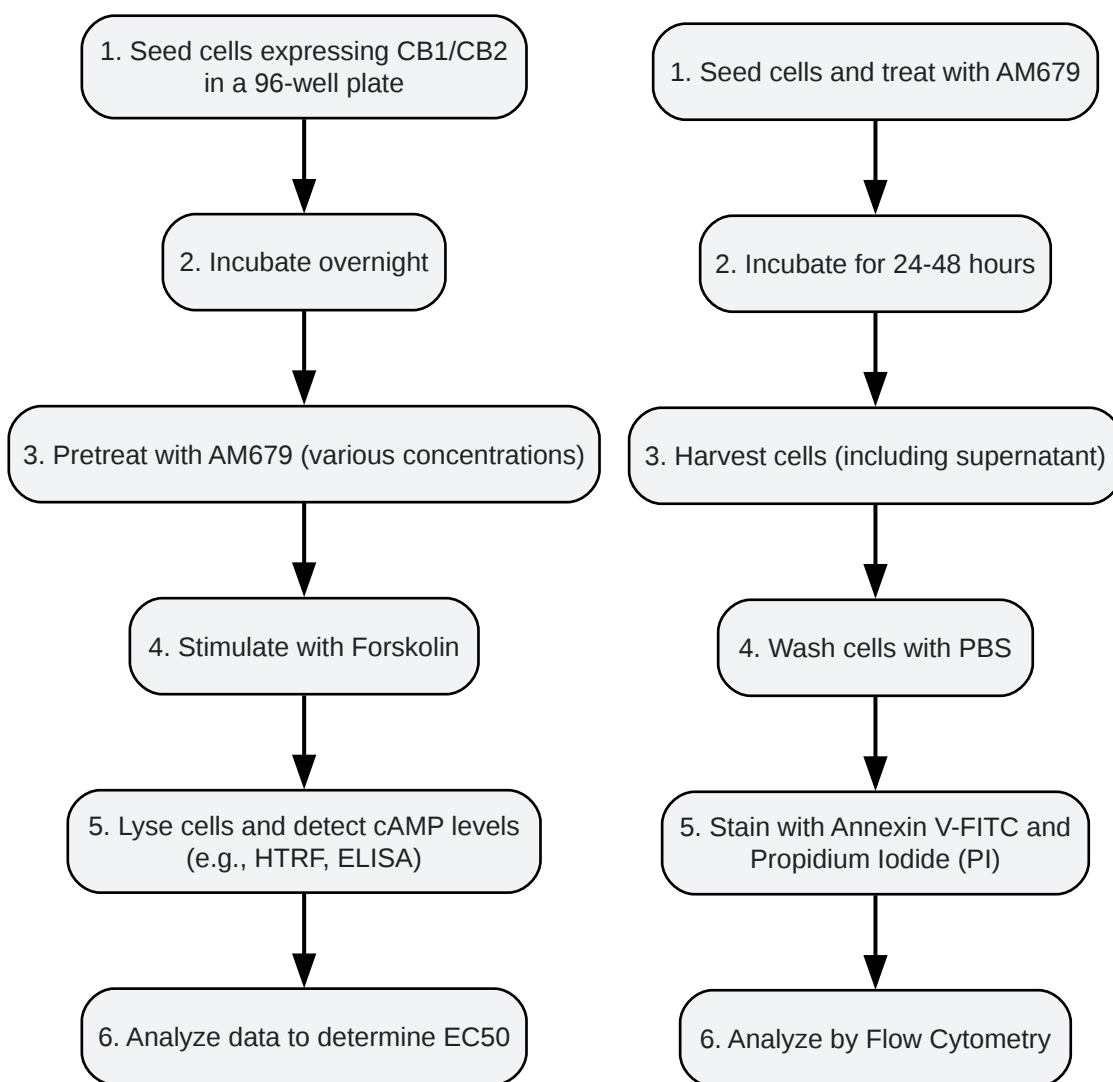 1. Seed cells expressing CB1/CB2
in a 96-well plate
2. Incubate overnight
3. Pretreat with AM679 (various concentrations)
4. Stimulate with Forskolin
5. Lyse cells and detect cAMP levels
(e.g., HTRF, ELISA)
6. Analyze data to determine EC50
1. Seed cells and treat with AM679
2. Incubate for 24-48 hours
3. Harvest cells (including supernatant)
4. Wash cells with PBS
5. Stain with Annexin V-FITC and
Propidium Iodide (PI)
6. Analyze by Flow Cytometry